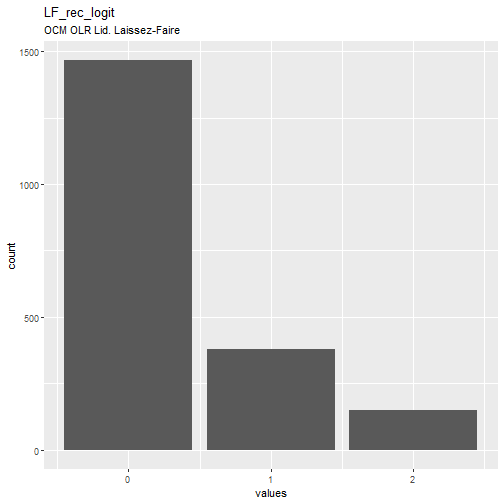 LF_rec_logit
OCM OLR Lid. Laissez-Faire
1500
1000
500
0
count
0 1 2
values